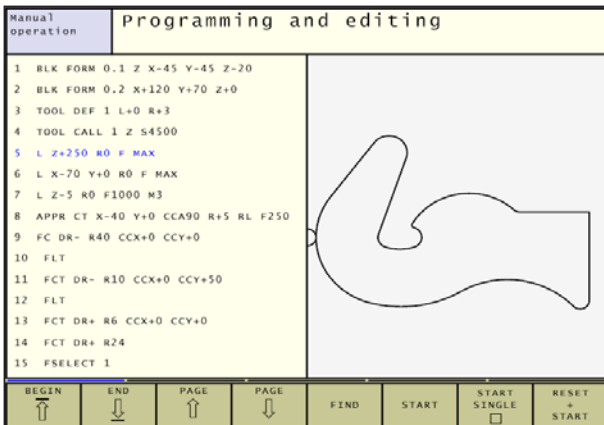 Manual
operation
Programming and editing
1 BLK FORM 0.1 Z X-45 Y-45 Z-20
2 BLK FORM 0.2 X+120 Y+70 Z+0
3 TOOL DEF 1 L+0 R+3
4 TOOL CALL 1 Z S4500
5 L Z+250 R0 F MAX
6 L X-70 Y+0 R0 F MAX
7 L Z-5 R0 F1000 M3
8 APPR CT X-40 Y+0 CCA90 R+5 RL F250
9 FC DR- R40 CCX+0 CCY+0
10 FLT
11 FCT DR- R10 CCX+0 CCY+50
12 FLT
13 FCT DR+ R6 CCX+0 CCY+0
14 FCT DR+ R24
15 FSELECT 1
BEGIN
END
PAGE
PAGE
FIND
START
START
SINGLE
RESET
+
START